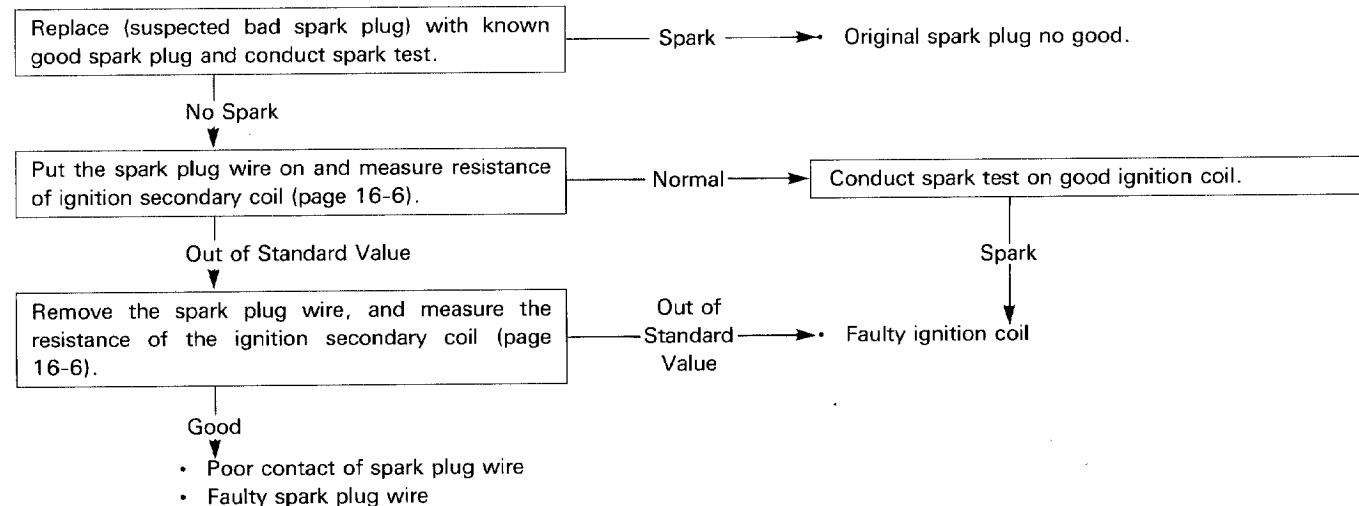 Replace (suspected bad spark plug) with known
good spark plug and conduct spark test.
Spark
• Original spark plug no good.
No Spark
Put the spark plug wire on and measure resistance
of ignition secondary coil (page 16-6).
Normal
Conduct spark test on good ignition coil.
Out of Standard Value
Spark
Remove the spark plug wire, and measure the
resistance of the ignition secondary coil (page
16-6).
Out of
Standard
Value
• Faulty ignition coil
Good
• Poor contact of spark plug wire
• Faulty spark plug wire